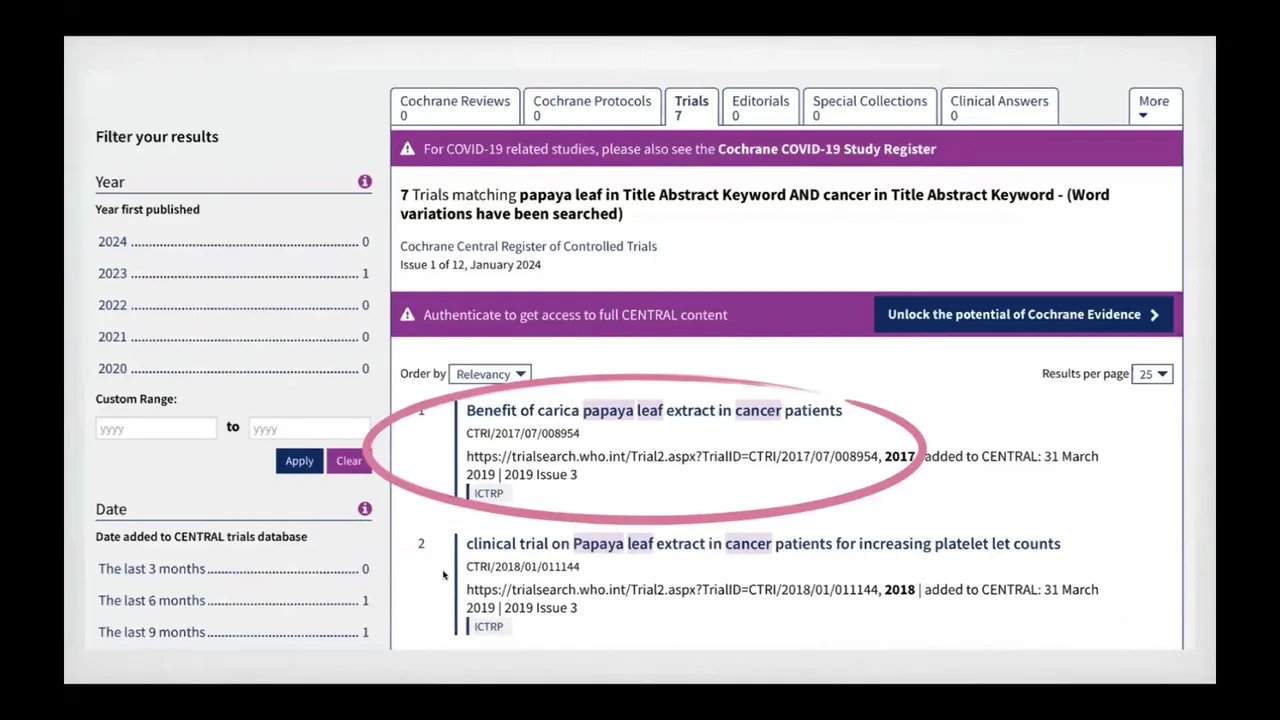 Cochrane Reviews
0
Cochrane Protocols
0
Trials
7
Editorials
0
Special Collections
0
Clinical Answers
0
More
Filter your results
Year
Year first published
2024 0
2023 1
2022 0
2021 0
2020 0
Custom Range:
yyyy to yyyy
Apply Clear
Date
Date added to CENTRAL trials database
The last 3 months 0
The last 6 months 1
The last 9 months 1
For COVID-19 related studies, please also see the Cochrane COVID-19 Study Register
7 Trials matching papaya leaf in Title Abstract Keyword AND cancer in Title Abstract Keyword - (Word
variations have been searched)
Cochrane Central Register of Controlled Trials
Issue 1 of 12, January 2024
Authenticate to get access to full CENTRAL content
Unlock the potential of Cochrane Evidence
Order by Relevancy
Results per page 25
1
Benefit of carica papaya leaf extract in cancer patients
CTRI/2017/07/008954
https://trialsearch.who.int/Trial2.aspx?TrialID=CTRI/2017/07/008954, 2017 added to CENTRAL: 31 March
2019 | 2019 Issue 3
ICTRP
2
clinical trial on Papaya leaf extract in cancer patients for increasing platelet let counts
CTRI/2018/01/011144
https://trialsearch.who.int/Trial2.aspx?TrialID=CTRI/2018/01/011144, 2018 | added to CENTRAL: 31 March
2019 | 2019 Issue 3
ICTRP